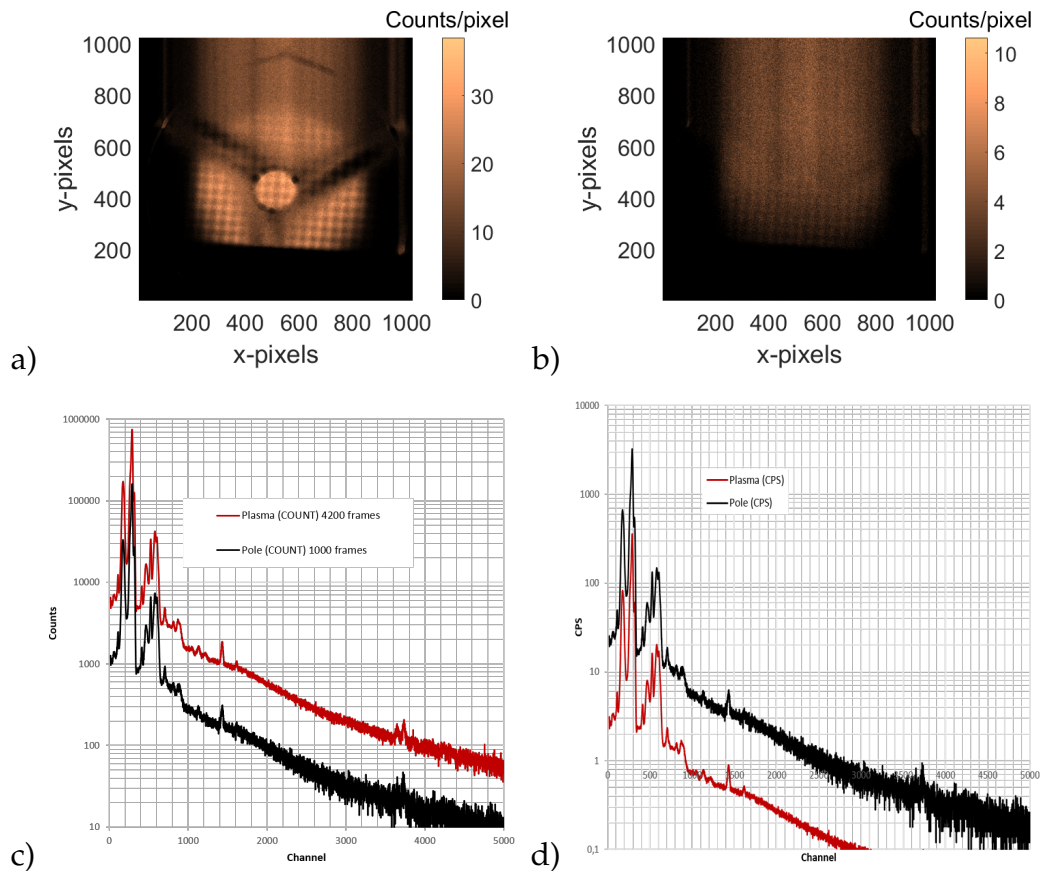 Counts/pixel
1000
800
600
400
200
y-pixels
30
20
10
0
200 400 600 800 1000
x-pixels
a)
Counts/pixel
1000
800
600
400
200
y-pixels
10
8
6
4
2
0
200 400 600 800 1000
x-pixels
b)
1000000
100000
10000
1000
100
10
Counts
Plasma (COUNT) 4200 frames
Pole (COUNT) 1000 frames
0 1000 2000 3000 4000 5000
Channel
c)
10000
1000
100
10
1
0,1
CPS
Plasma (CPS)
Pole (CPS)
0 500 1000 1500 2000 2500 3000 3500 4000 4500 5000
Channel
d)